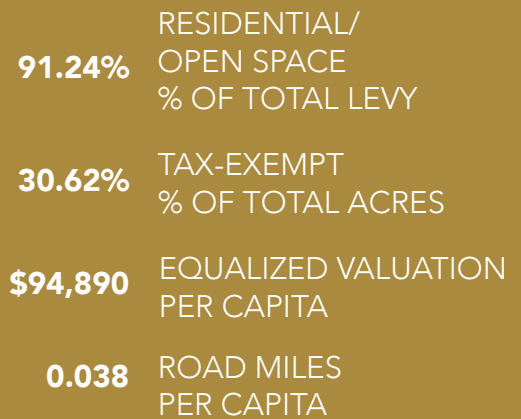 RESIDENTIAL/
91.24% OPEN SPACE
% OF TOTAL LEVY
30.62% TAX-EXEMPT
% OF TOTAL ACRES
$94,890 EQUALIZED VALUATION
PER CAPITA
0.038 ROAD MILES
PER CAPITA